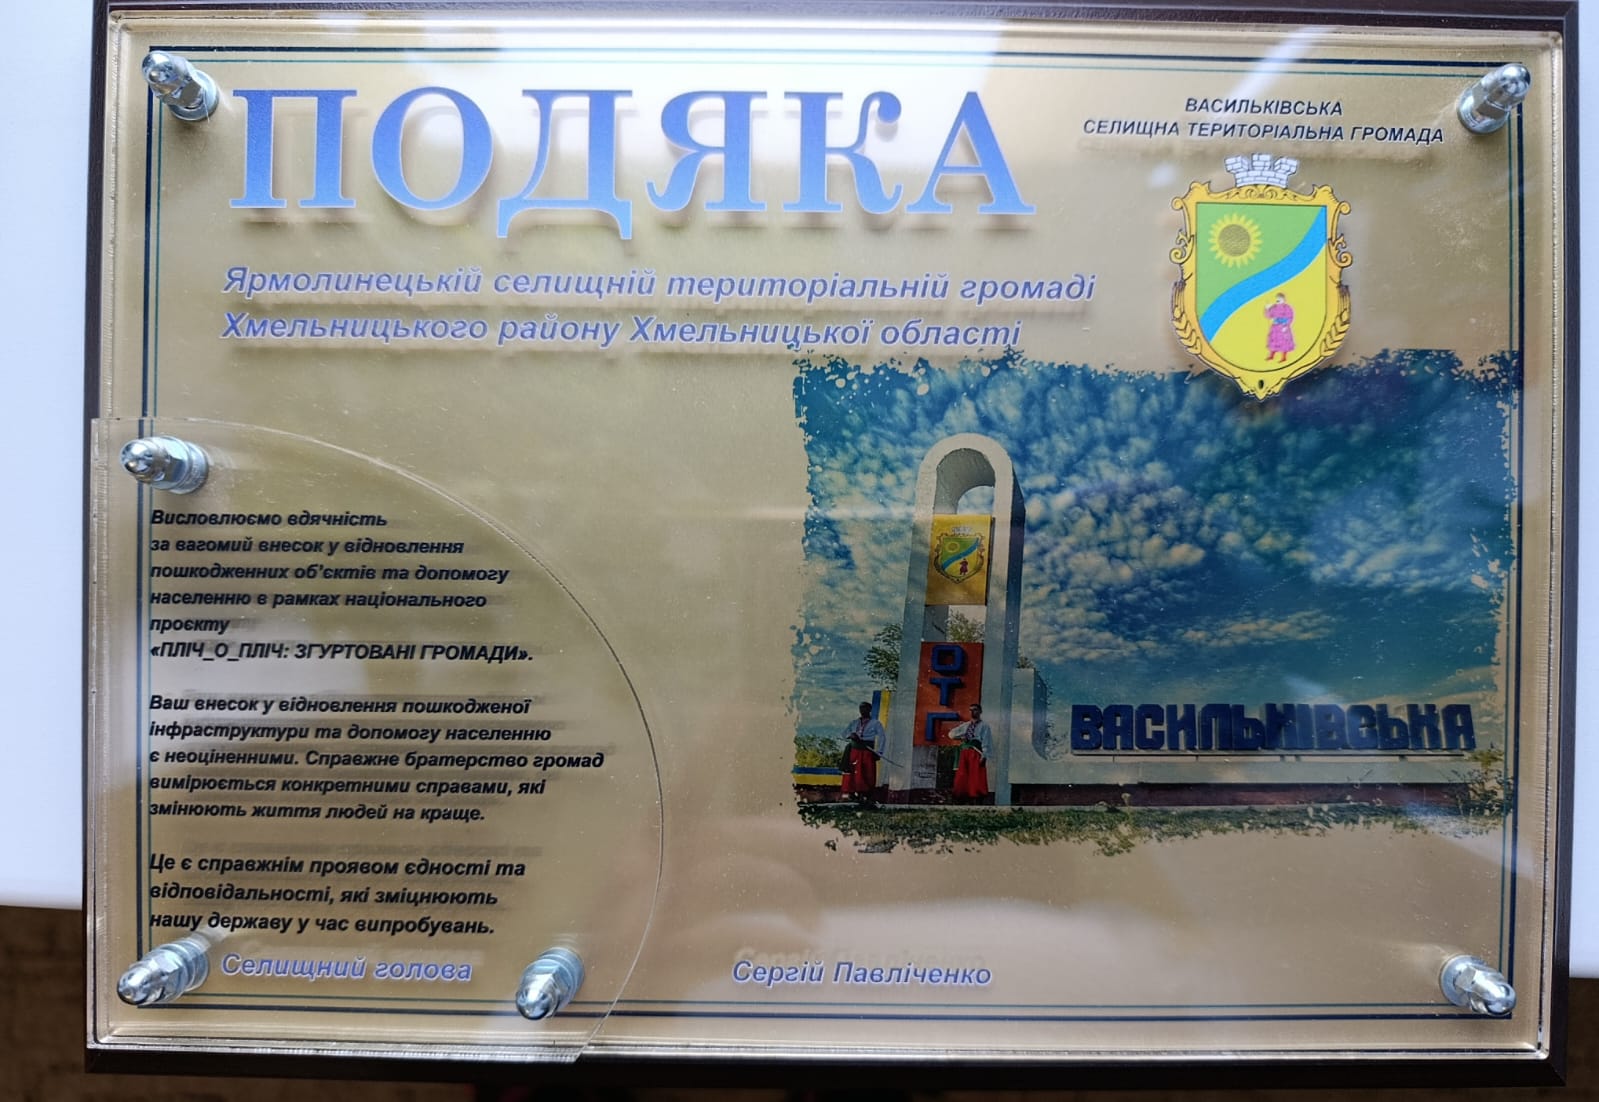 ПОДЯКА
ВАСИЛЬКІВСЬКА
СЕЛИЩНА ТЕРИТОРІАЛЬНА ГРОМАДА
Ярмолинецькій селищній територіальній громаді
Хмельницького району Хмельницької області
Висловлюємо вдячність
за вагомий внесок у відновлення
пошкодженних об'єктів та допомогу
населенню в рамках національного
проєкту
«ПЛІЧ_О_ПЛІЧ: ЗГУРТОВАНІ ГРОМАДИ».
Ваш внесок у відновлення пошкодженої
інфраструктури та допомогу населенню
є неоціненними. Справжнє братерство громад
вимірюється конкретними справами, які
змінюють життя людей на краще.
Це є справжнім проявом єдності та
відповідальності, які зміцнюють
нашу державу у час випробувань.
ОТГ
ВАСИЛЬКІВСЬКА
Селищний голова
Сергій Павліченко